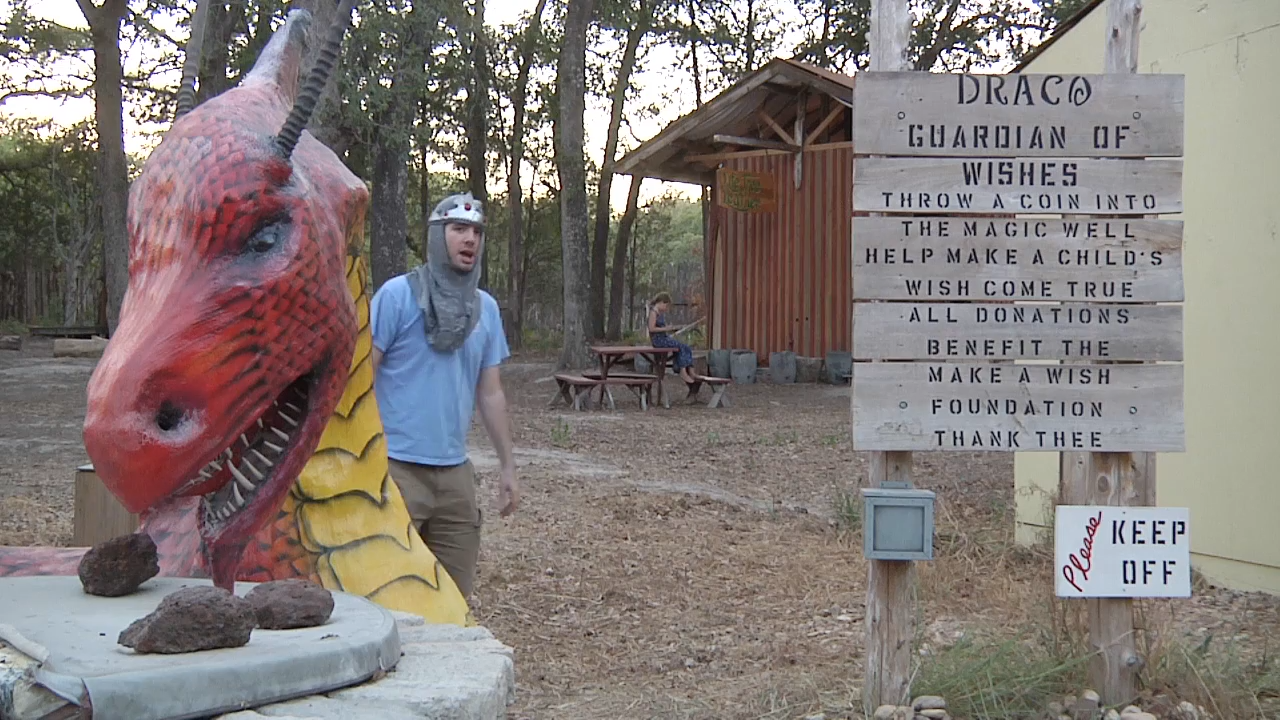 DRACO
GUARDIAN OF
WISHES
THROW A COIN INTO
THE MAGIC WELL
HELP MAKE A CHILD'S
WISH COME TRUE
ALL DONATIONS
BENEFIT THE
MAKE A WISH
FOUNDATION
THANK THEE
Please KEEP
OFF